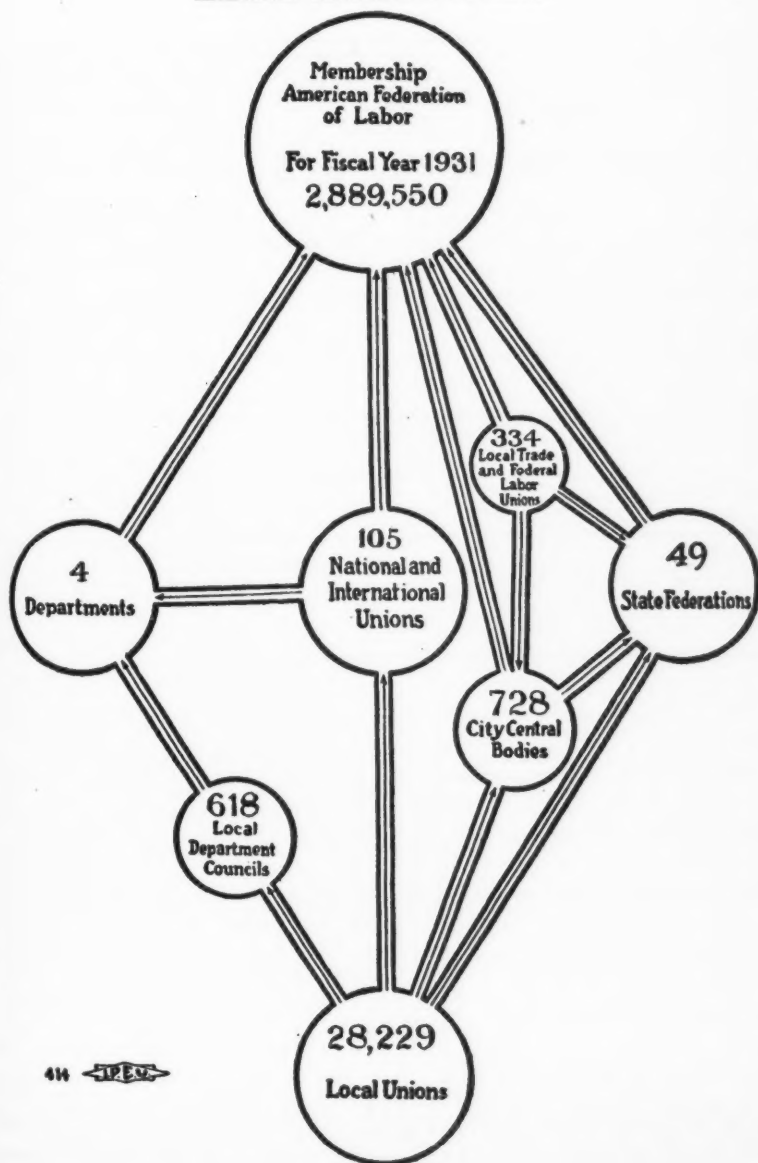 Membership
American Federation
of Labor
For Fiscal Year 1931
2,889,550
334
Local Trade
and Federal
Labor
Unions
4
Departments
105
National and
International
Unions
49
State Federations
728
City Central
Bodies
618
Local
Department
Councils
28,229
Local Unions
414 I.P.E.U.